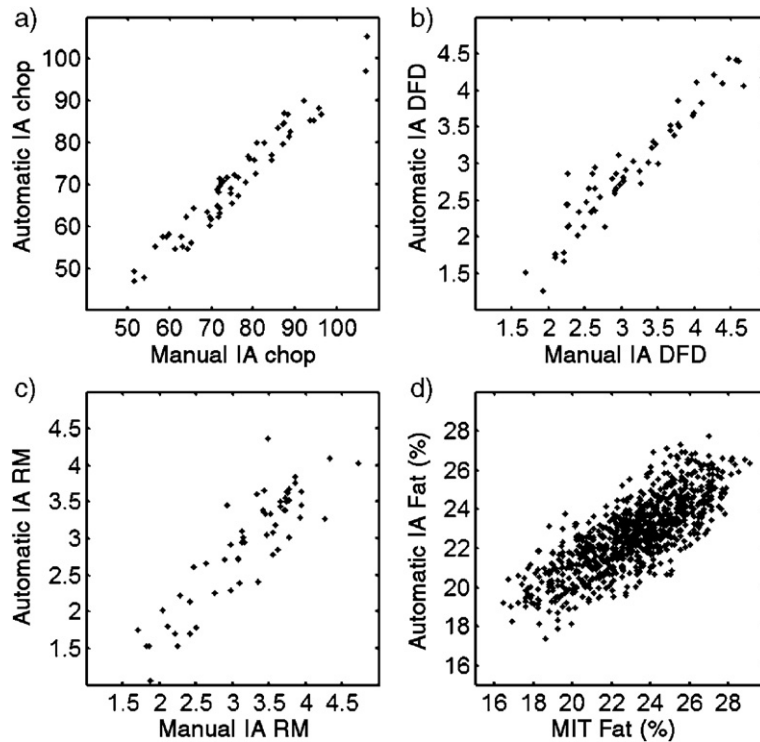 a)
Automatic IA chop
100
90
80
70
60
50
50 60 70 80 90 100
Manual IA chop
b)
Automatic IA DFD
4.5
4
3.5
3
2.5
2
1.5
1.5 2 2.5 3 3.5 4 4.5
Manual IA DFD
c)
Automatic IA RM
4.5
4
3.5
3
2.5
2
1.5
1.5 2 2.5 3 3.5 4 4.5
Manual IA RM
d)
Automatic IA Fat (%)
28
26
24
22
20
18
16
16 18 20 22 24 26 28
MIT Fat (%)